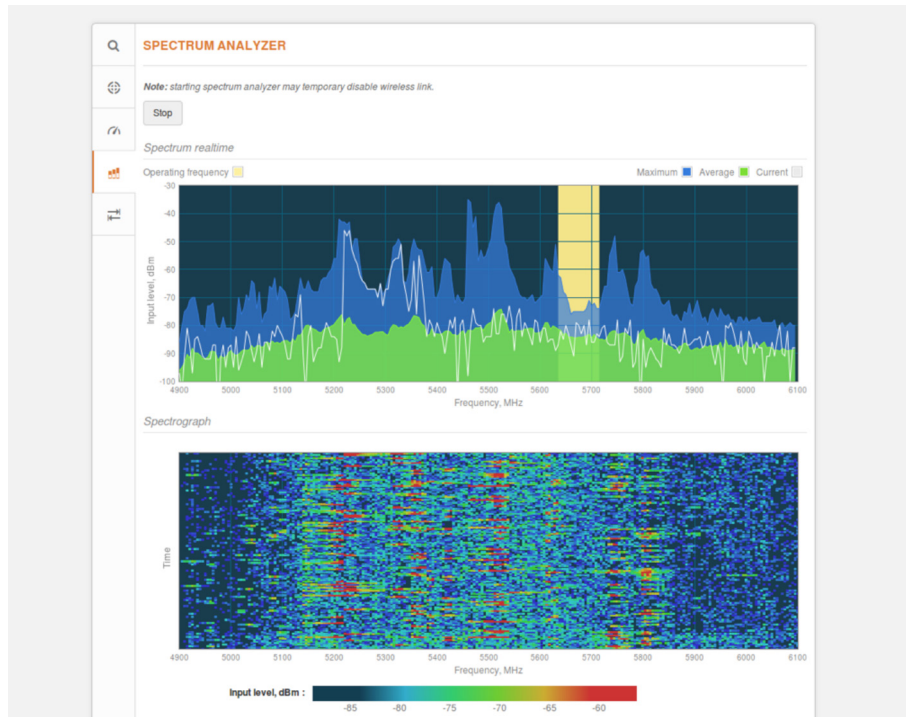 SPECTRUM ANALYZER
Note: starting spectrum analyzer may temporary disable wireless link.
Stop
Spectrum realtime
Operating frequency Maximum Average Current
-30
-40
-50
-60
-70
-80
-90
-100
Input level, dBm
4900 5000 5100 5200 5300 5400 5500 5600 5700 5800 5900 6000 6100
Frequency, MHz
Spectrograph
Time
4900 5000 5100 5200 5300 5400 5500 5600 5700 5800 5900 6000 6100
Frequency, MHz
Input level, dBm :
-85 -80 -75 -70 -65 -60